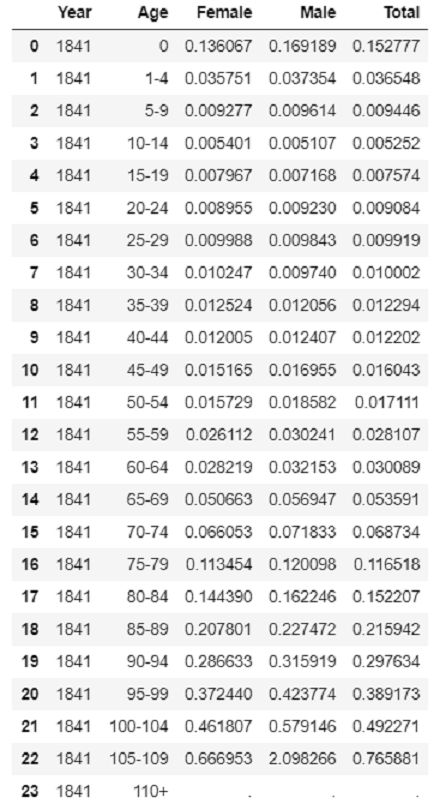 Year Age Female Male Total
0 1841 0 0.136067 0.169189 0.152777
1 1841 1-4 0.035751 0.037354 0.036548
2 1841 5-9 0.009277 0.009614 0.009446
3 1841 10-14 0.005401 0.005107 0.005252
4 1841 15-19 0.007967 0.007168 0.007574
5 1841 20-24 0.008955 0.009230 0.009084
6 1841 25-29 0.009988 0.009843 0.009919
7 1841 30-34 0.010247 0.009740 0.010002
8 1841 35-39 0.012524 0.012056 0.012294
9 1841 40-44 0.012005 0.012407 0.012202
10 1841 45-49 0.015165 0.016955 0.016043
11 1841 50-54 0.015729 0.018582 0.017111
12 1841 55-59 0.026112 0.030241 0.028107
13 1841 60-64 0.028219 0.032153 0.030089
14 1841 65-69 0.050663 0.056947 0.053591
15 1841 70-74 0.066053 0.071833 0.068734
16 1841 75-79 0.113454 0.120098 0.116518
17 1841 80-84 0.144390 0.162246 0.152207
18 1841 85-89 0.207801 0.227472 0.215942
19 1841 90-94 0.286633 0.315919 0.297634
20 1841 95-99 0.372440 0.423774 0.389173
21 1841 100-104 0.461807 0.579146 0.492271
22 1841 105-109 0.666953 2.098266 0.765881
23 1841 110+ . . .